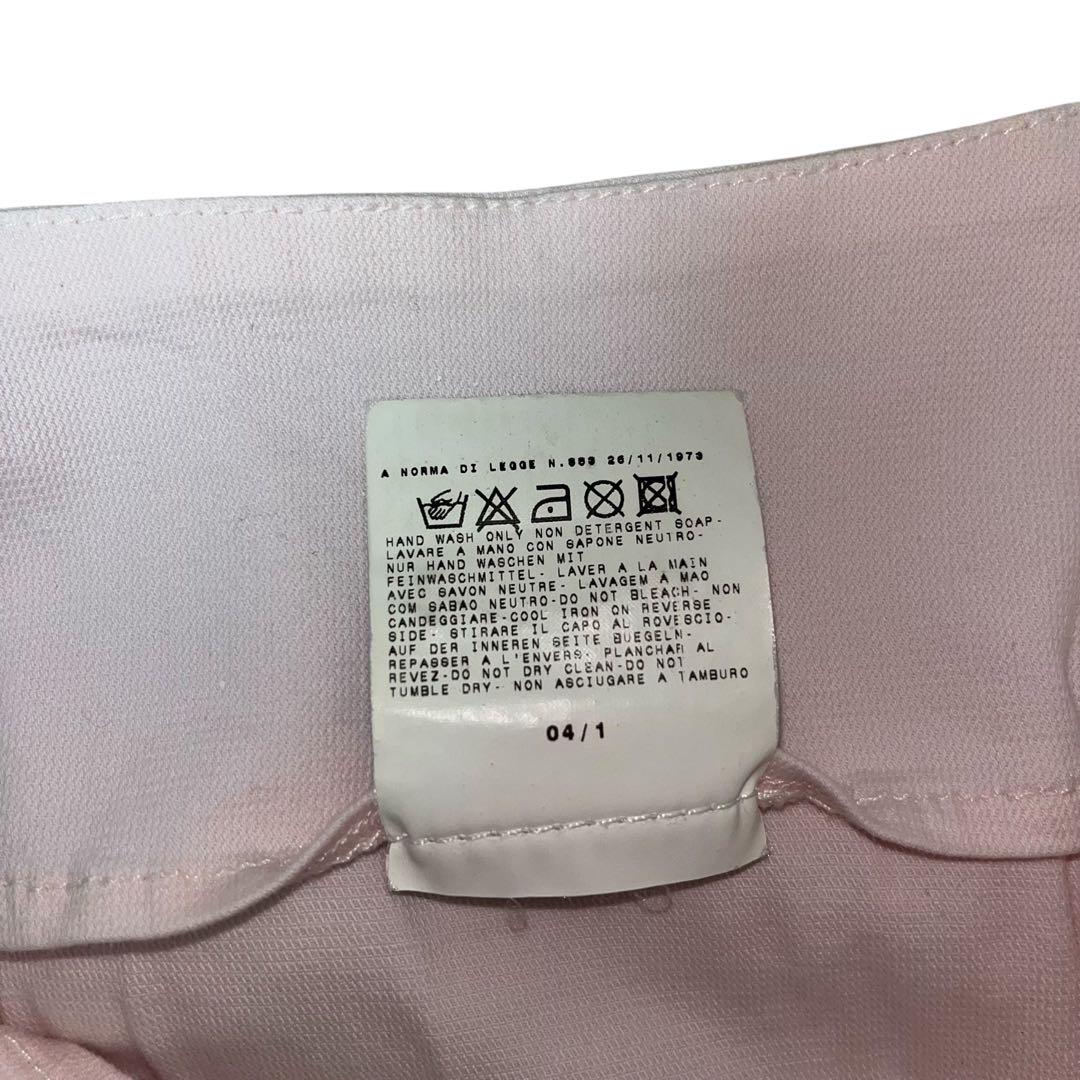 A NORMA DI LEGGE N.883 26/11/1973
HAND WASH ONLY NON DETERGENT SOAP-
LAVARE A MANO CON SAPONE NEUTRO-
NUR HAND WASCHEN MIT
FEINWASCHMITTEL- LAVER A LA MAIN
AVEC SAVON NEUTRE- LAVAGEM A MAO
COM SABAO NEUTRO-DO NOT BLEACH- NON
CANDEGGIARE-COOL IRON ON REVERSE
SIDE- STIRARE IL CAPO AL ROVESCIO-
AUF DER INNEREN SEITE BUEGELN-
REPASSER A L'ENVERS- PLANCHAR AL
REVEZ-DO NOT DRY CLEAN-DO NOT
TUMBLE DRY- NON ASCIUGARE A TAMBURO
04/1